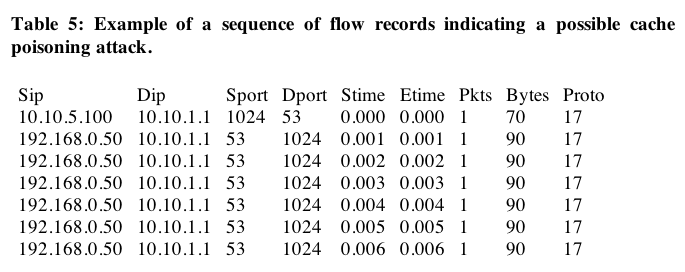 Table 5: Example of a sequence of flow records indicating a possible cache
poisoning attack.
Sip Dip Sport Dport Stime Etime Pkts Bytes Proto
10.10.5.100 10.10.1.1 1024 53 0.000 0.000 1 70 17
192.168.0.50 10.10.1.1 53 1024 0.001 0.001 1 90 17
192.168.0.50 10.10.1.1 53 1024 0.002 0.002 1 90 17
192.168.0.50 10.10.1.1 53 1024 0.003 0.003 1 90 17
192.168.0.50 10.10.1.1 53 1024 0.004 0.004 1 90 17
192.168.0.50 10.10.1.1 53 1024 0.005 0.005 1 90 17
192.168.0.50 10.10.1.1 53 1024 0.006 0.006 1 90 17